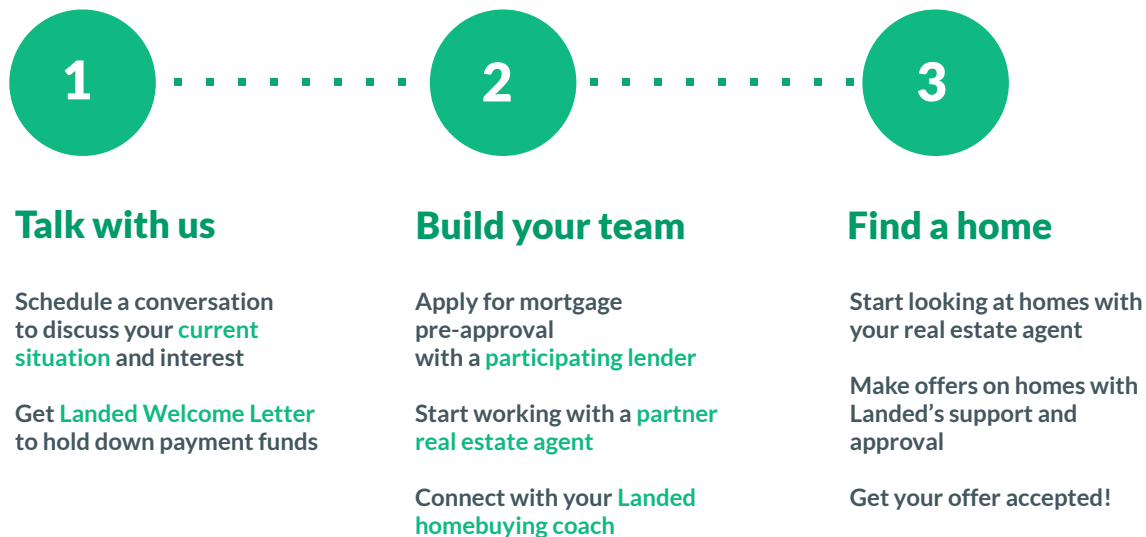 1
2
3
Talk with us
Schedule a conversation
to discuss your current
situation and interest
Get Landed Welcome Letter
to hold down payment funds
Build your team
Apply for mortgage
pre-approval
with a participating lender
Start working with a partner
real estate agent
Connect with your Landed
homebuying coach
Find a home
Start looking at homes with
your real estate agent
Make offers on homes with
Landed's support and
approval
Get your offer accepted!